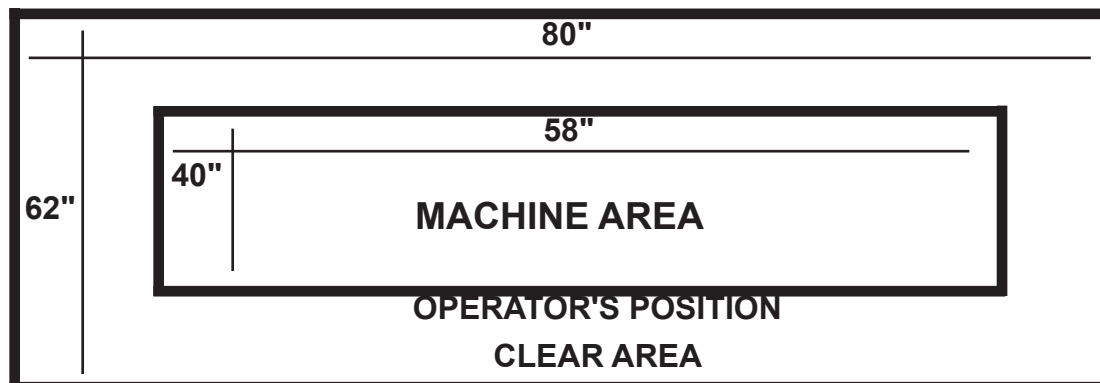 80"
58"
40"
62"
MACHINE AREA
OPERATOR'S POSITION
CLEAR AREA